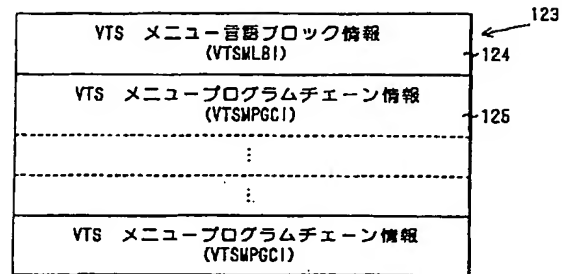 123
VTS メニュー言語ブロック情報
(VTSMLBI)
124
VTS メニュープログラムチェーン情報
(VTSMPGCI)
125
⋮
⋮
VTS メニュープログラムチェーン情報
(VTSMPGCI)